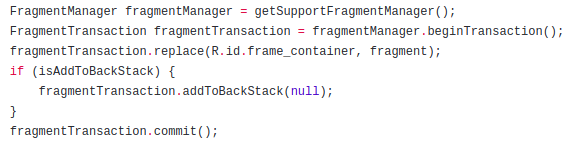 FragmentManager fragmentManager = getSupportFragmentManager();
FragmentTransaction fragmentTransaction = fragmentManager.beginTransaction();
fragmentTransaction.replace(R.id.frame_container, fragment);
if (isAddToBackStack) {
    fragmentTransaction.addToBackStack(null);
}
fragmentTransaction.commit();